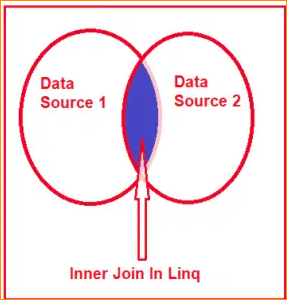 Data
Source 1
Data
Source 2
Inner Join In Linq